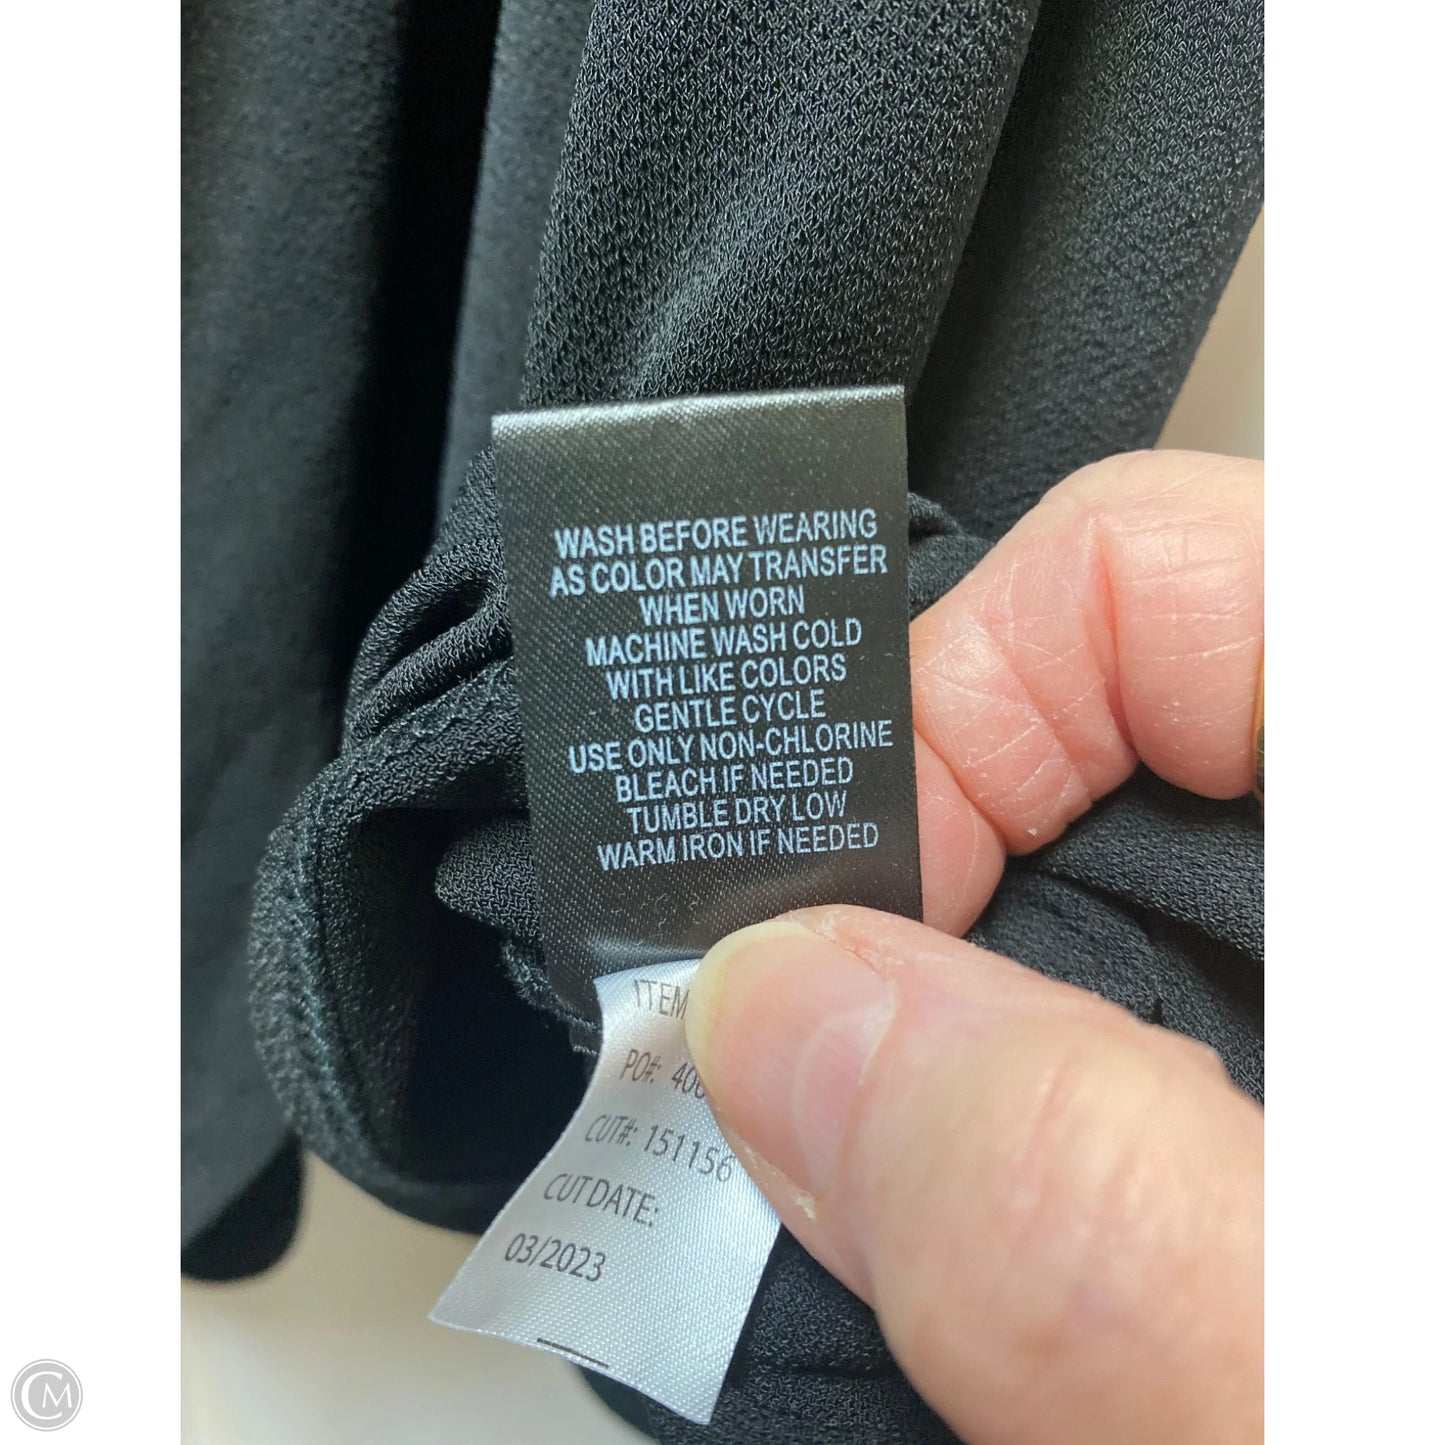 WASH BEFORE WEARING
AS COLOR MAY TRANSFER
WHEN WORN
MACHINE WASH COLD
WITH LIKE COLORS
GENTLE CYCLE
USE ONLY NON-CHLORINE
BLEACH IF NEEDED
TUMBLE DRY LOW
WARM IRON IF NEEDED
ITEM
PO#:
CUT#: 151156
CUT DATE:
03/2023
CM